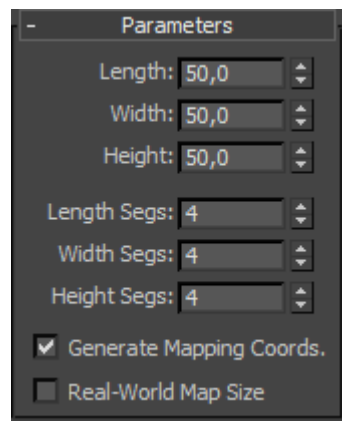 - Parameters
Length: 50,0
Width: 50,0
Height: 50,0
Length Segs: 4
Width Segs: 4
Height Segs: 4
Generate Mapping Coords.
Real-World Map Size